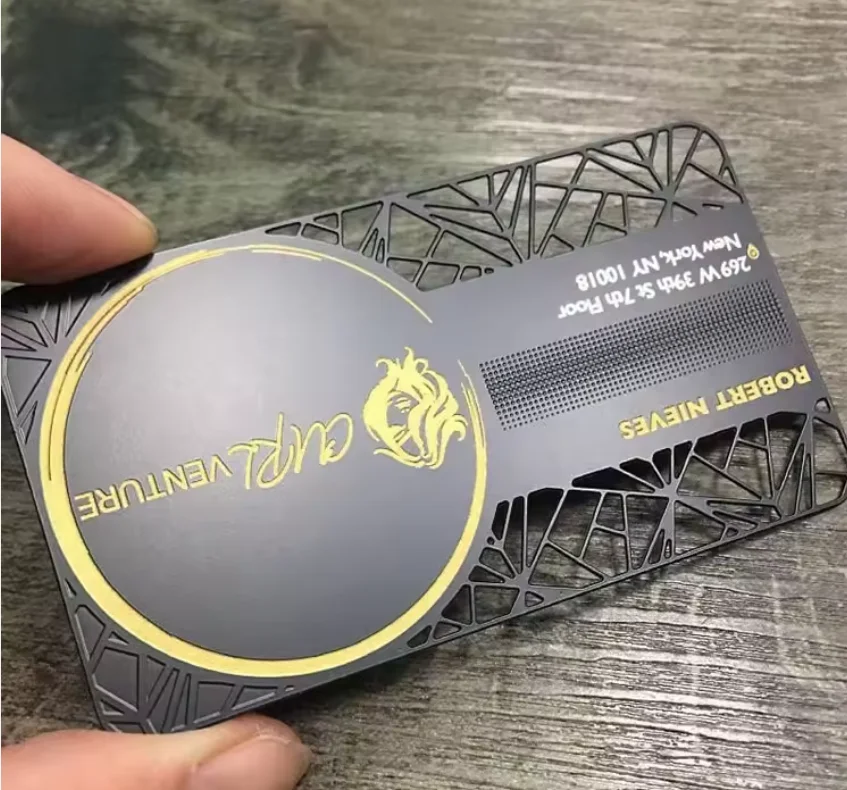 CURL VENTURE
ROBERT NIEVES
269 W 39th St 7th Floor
New York, NY 10018